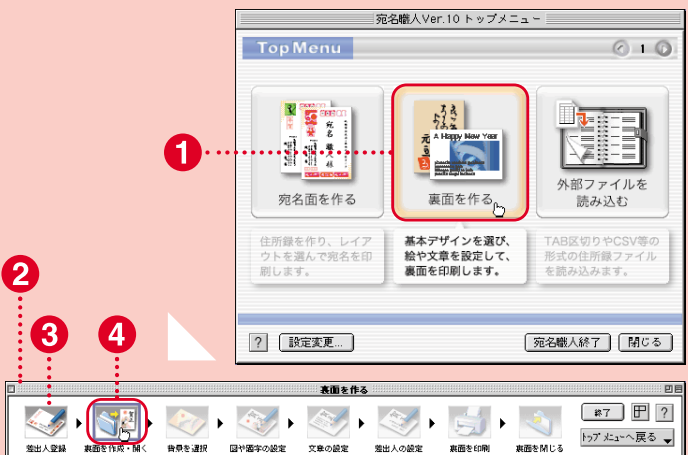 宛名職人Ver.10 トップメニュー
Top Menu
1
1
A Happy New Year
宛名職人様
宛名面を作る
裏面を作る
外部ファイルを
読み込む
住所録を作り、レイア
ウトを選んで宛名を印
刷します。
基本デザインを選び、
絵や文章を設定して、
裏面を印刷します。
TAB区切りやCSV等の
形式の住所録ファイル
を読み込みます。
?
設定変更...
宛名職人終了
閉じる
2
3
4
裏面を作る
差出人登録
裏面を作成・開く
背景を選択
図や題字の設定
文章の設定
差出人の設定
裏面を印刷
裏面を閉じる
終了
?
トップメニューへ戻る